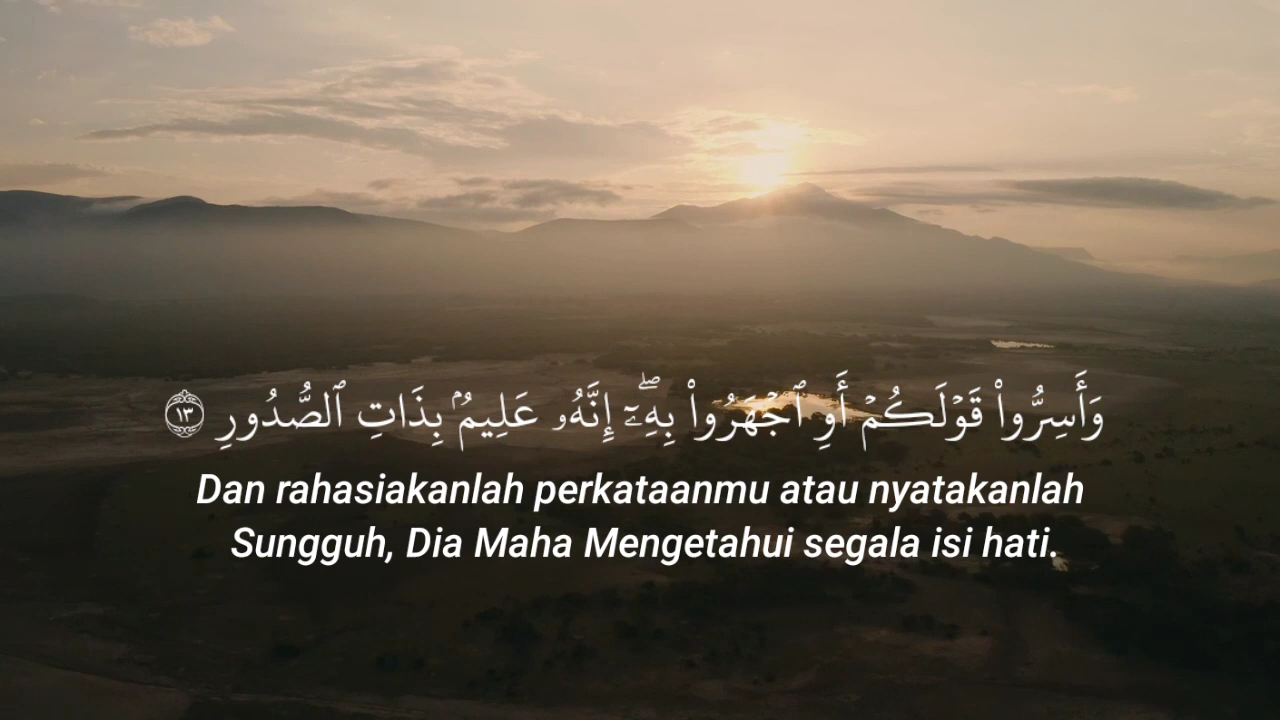 وَأَسِرُّوا۟ قَوْلَكُمْ أَوِ ٱجْهَرُوا۟ بِهِۦٓ ۖ إِنَّهُۥ عَلِيمٌۢ بِذَاتِ ٱلصُّدُورِ ١٣
Dan rahasiakanlah perkataanmu atau nyatakanlah
Sungguh, Dia Maha Mengetahui segala isi hati.